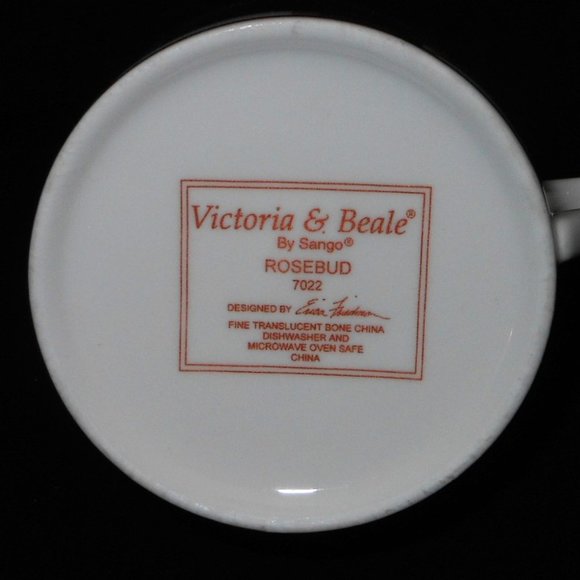 Victoria & Beale®
By Sango®
ROSEBUD
7022
DESIGNED BY
FINE TRANSLUCENT BONE CHINA
DISHWASHER AND
MICROWAVE OVEN SAFE
CHINA